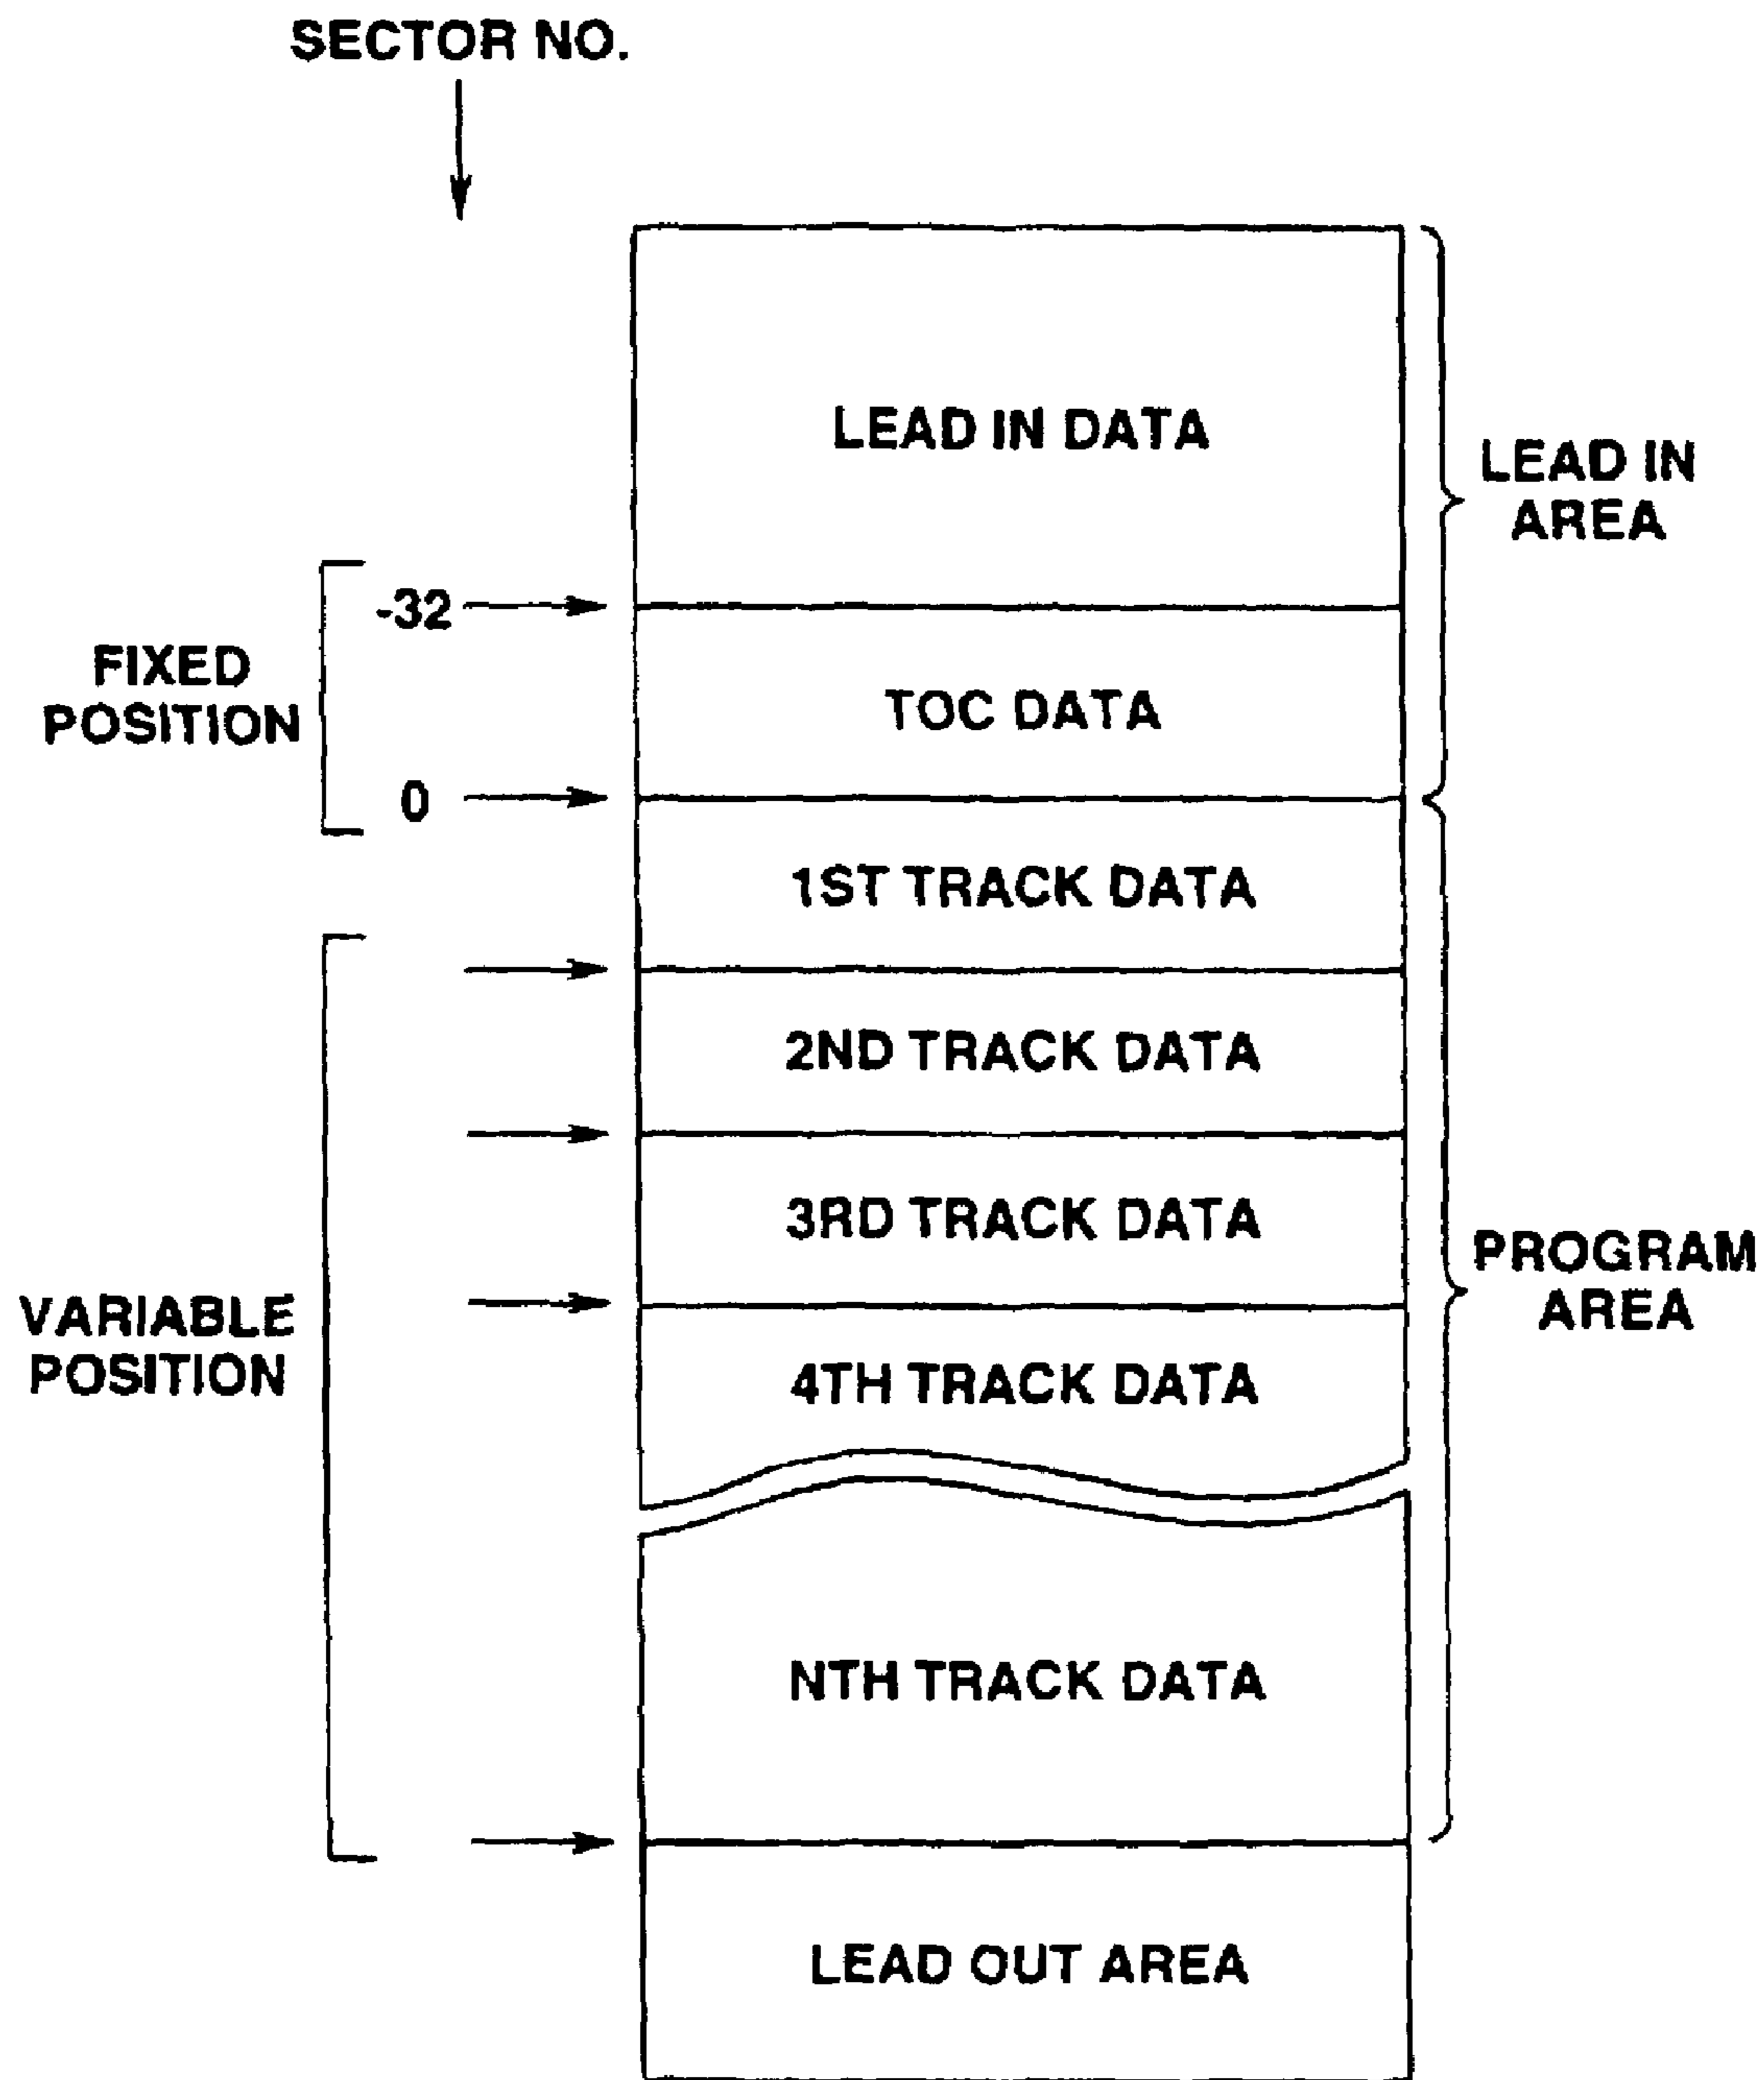 SECTOR NO.
LEAD IN DATA
LEAD IN
AREA
-32
FIXED
POSITION
TOC DATA
0
1ST TRACK DATA
2ND TRACK DATA
3RD TRACK DATA
PROGRAM
AREA
VARIABLE
POSITION
4TH TRACK DATA
NTH TRACK DATA
LEAD OUT AREA